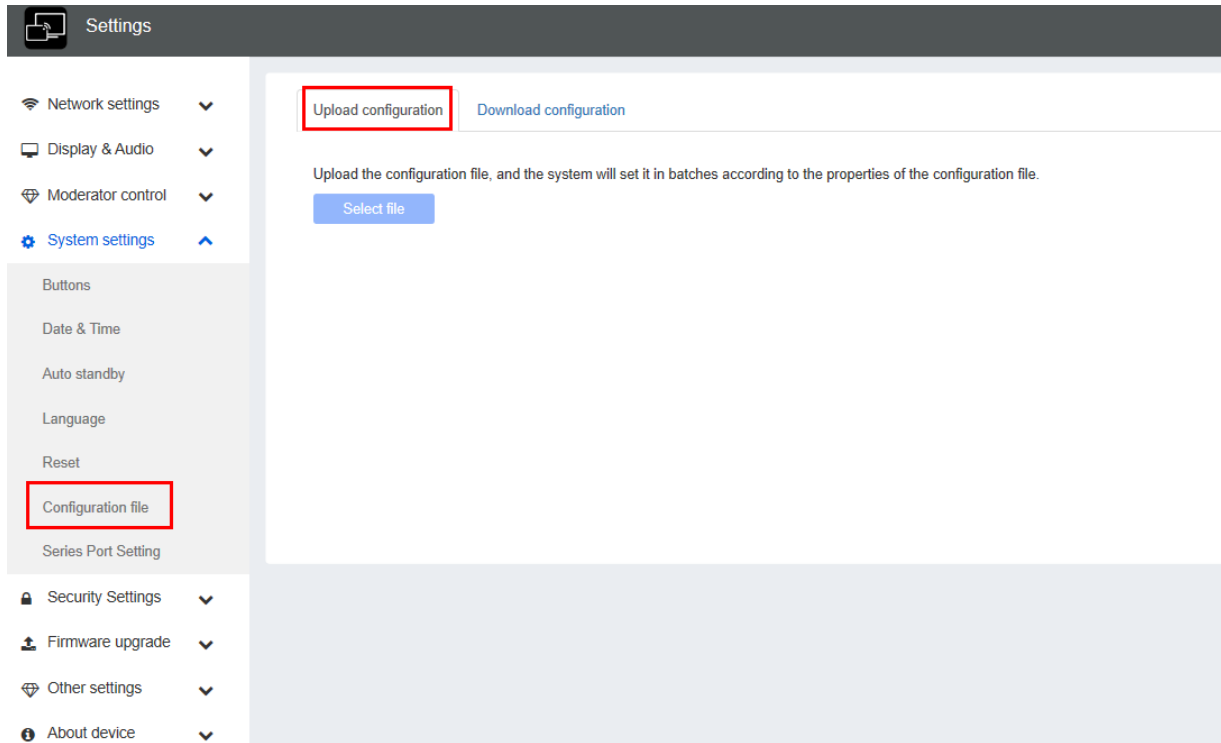 Settings
Network settings
Display & Audio
Moderator control
System settings
Buttons
Date & Time
Auto standby
Language
Reset
Configuration file
Series Port Setting
Security Settings
Firmware upgrade
Other settings
About device
Upload configuration
Download configuration
Upload the configuration file, and the system will set it in batches according to the properties of the configuration file.
Select file